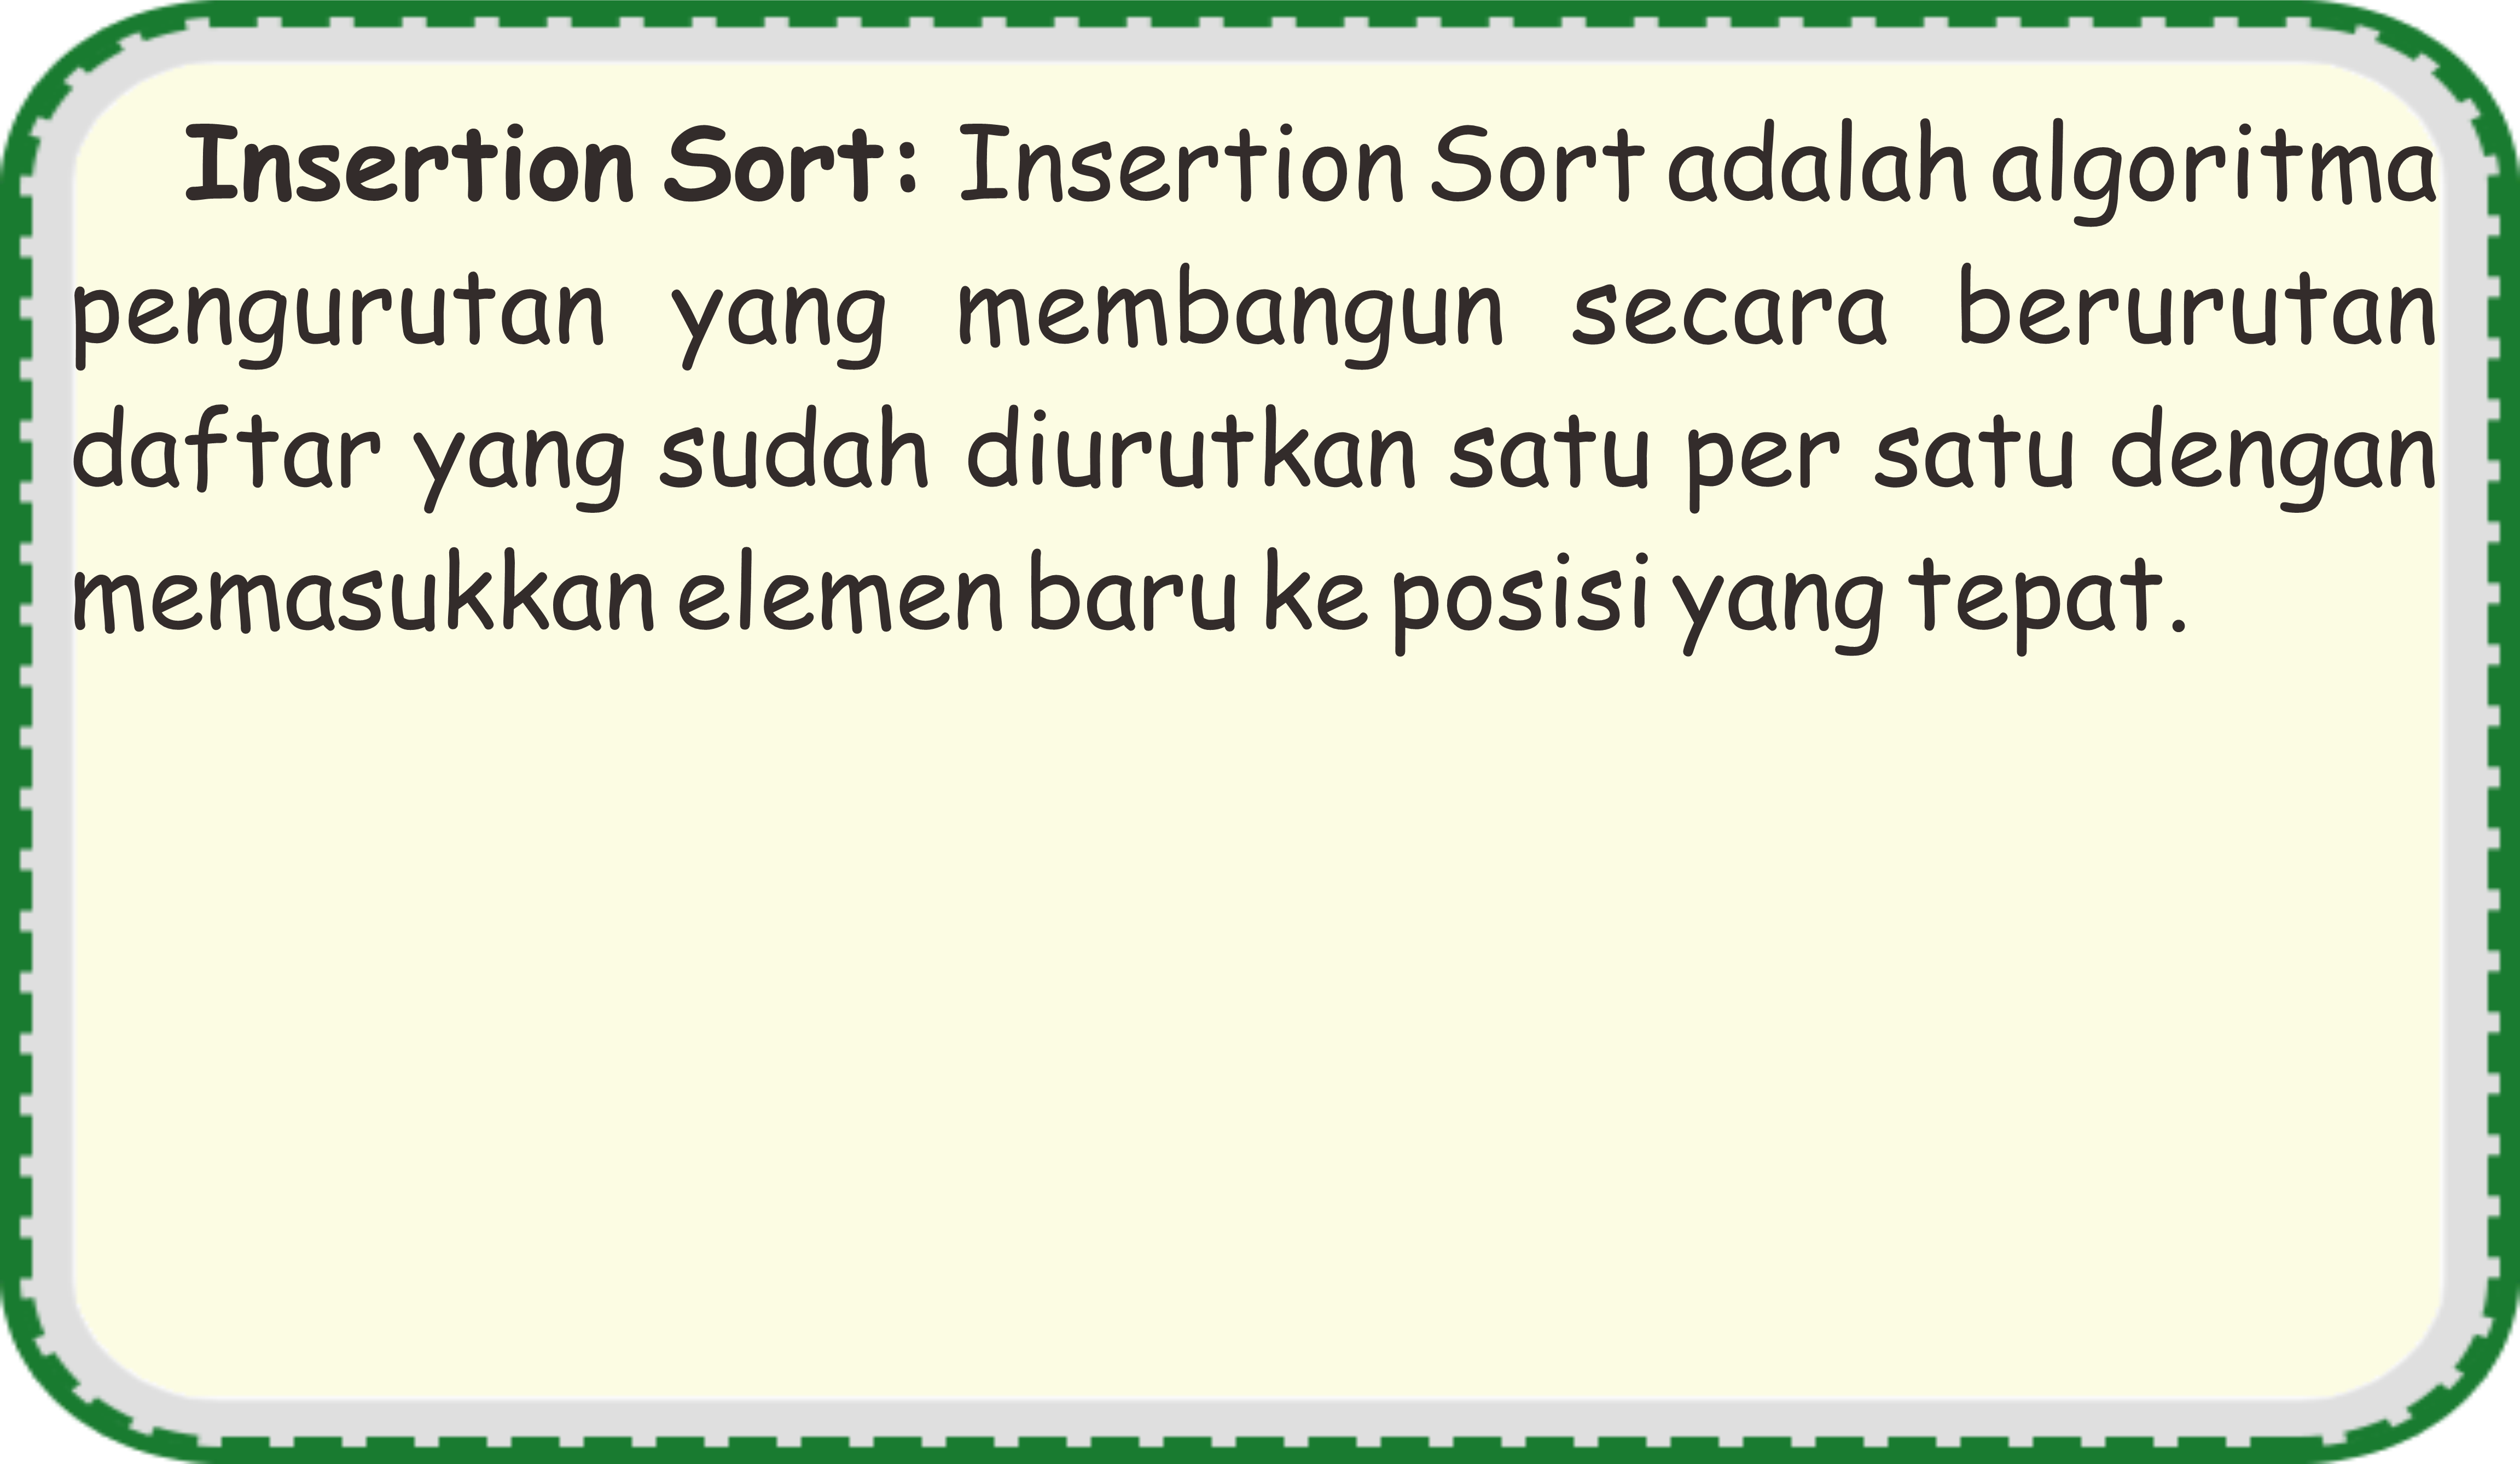 Insertion Sort: Insertion Sort adalah algoritma
pengurutan yang membangun secara berurutan
daftar yang sudah diurutkan satu per satu dengan
memasukkan elemen baru ke posisi yang tepat.